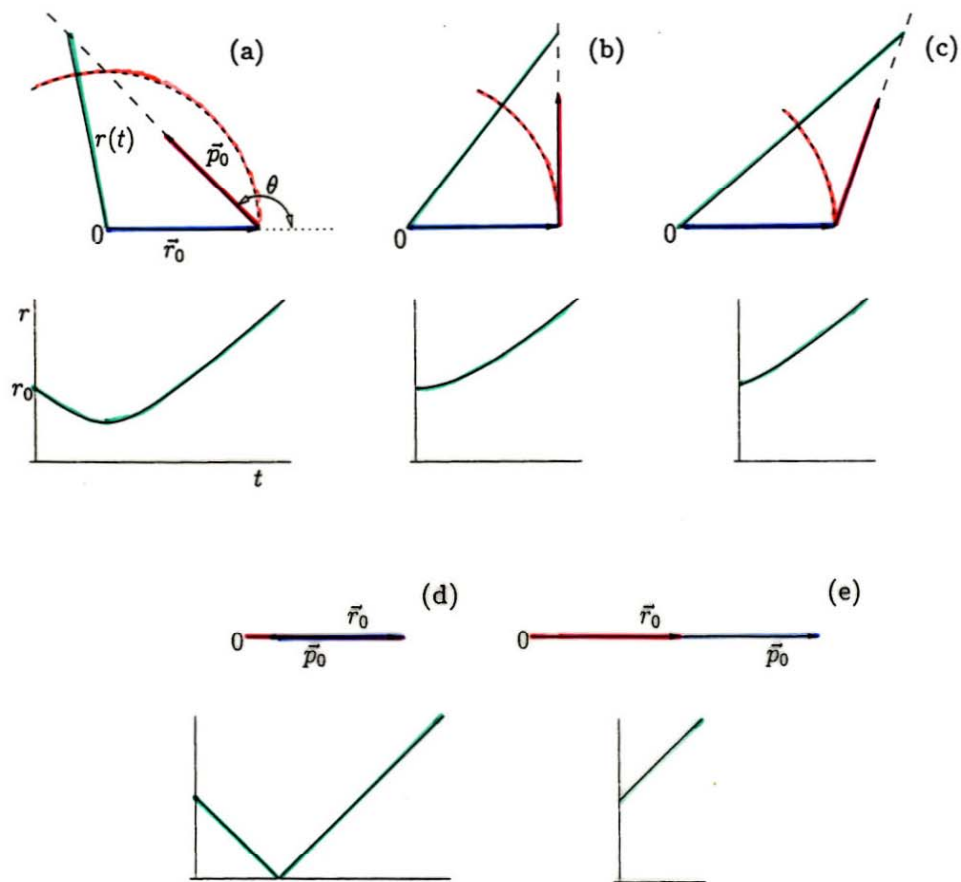 (a) (b) (c)
r(t) p⃗₀ θ
0 r⃗₀ 0 0
r
r₀
t
(d) (e)
r⃗₀ r⃗₀
0 0
p⃗₀ p⃗₀